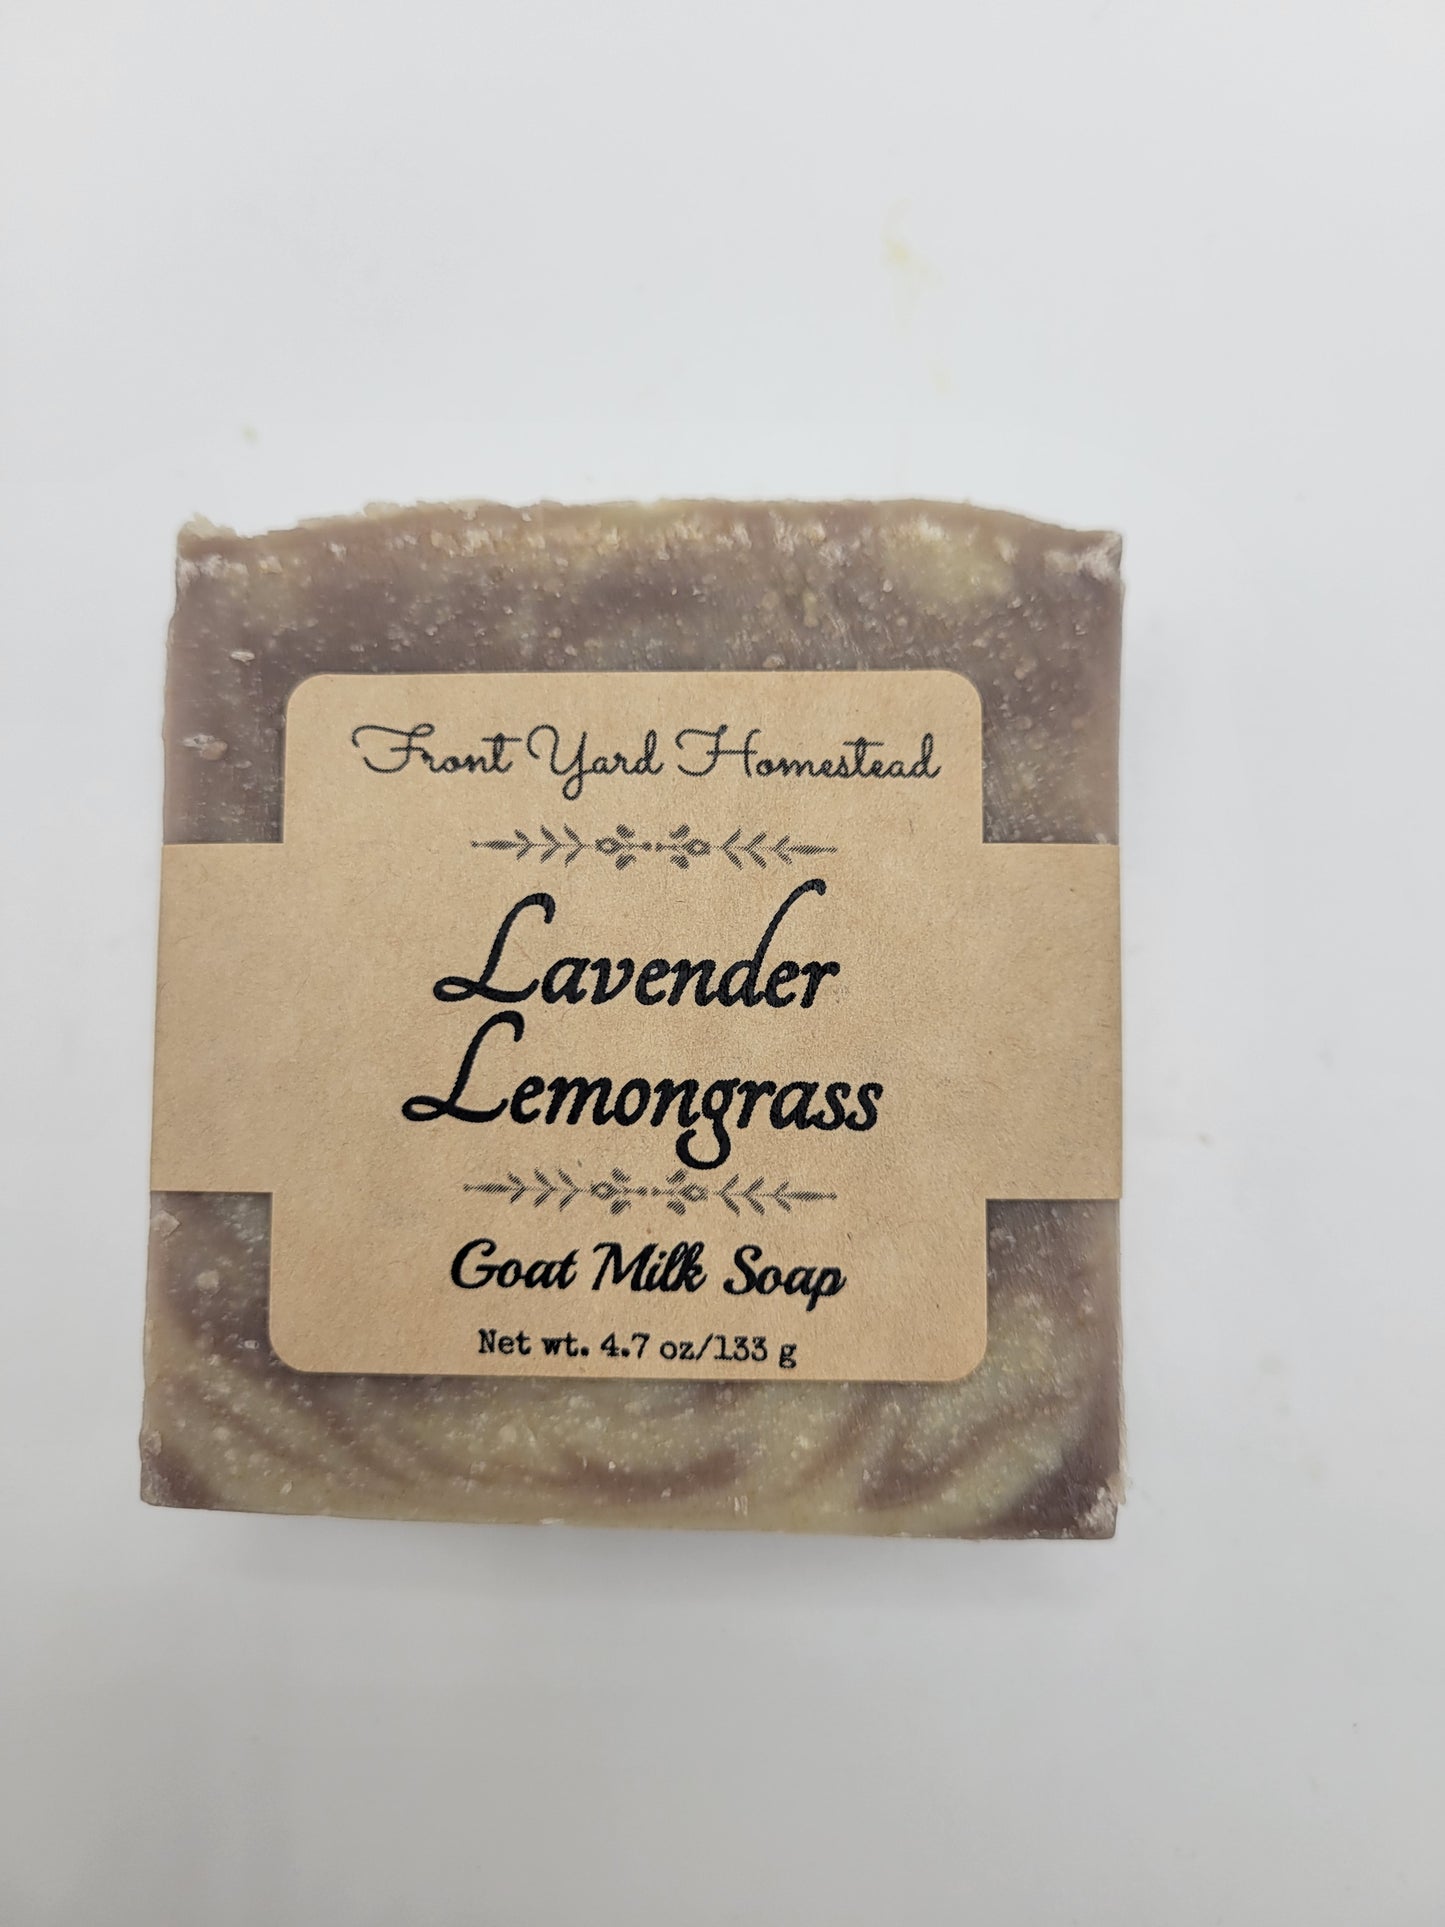 Front Yard Homestead
Lavender
Lemongrass
Goat Milk Soap
Net wt. 4.7 oz/133 g